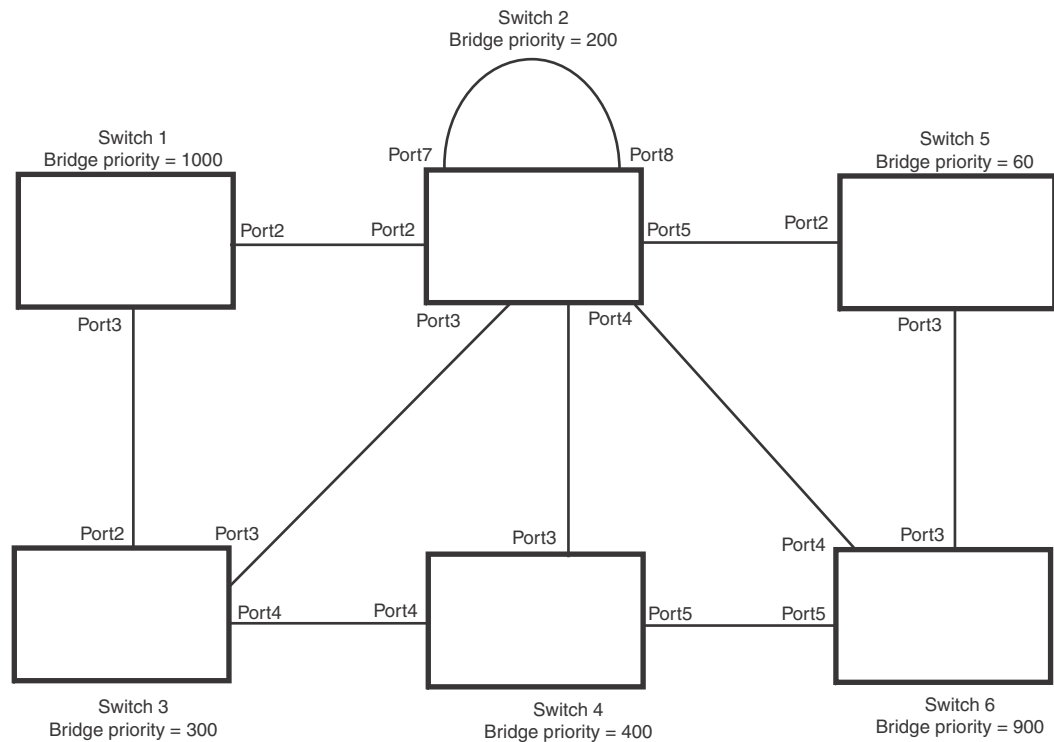 Switch 2
Bridge priority = 200
Switch 1
Bridge priority = 1000
Switch 5
Bridge priority = 60
Port7
Port8
Port2
Port2
Port5
Port2
Port3
Port3
Port4
Port3
Port2
Port3
Port3
Port4
Port3
Port4
Port4
Port5
Port5
Switch 3
Bridge priority = 300
Switch 4
Bridge priority = 400
Switch 6
Bridge priority = 900